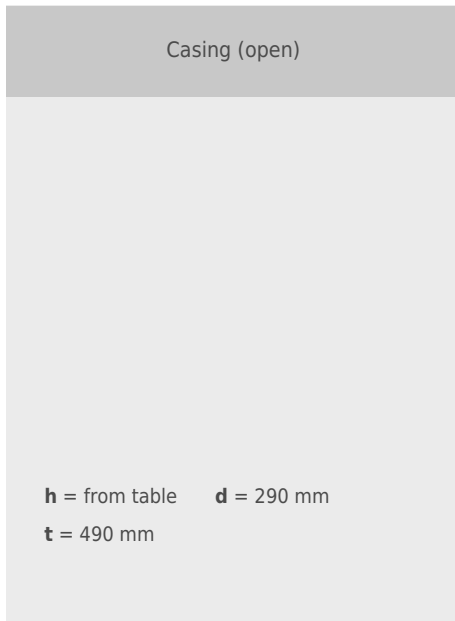 Casing (open)
h = from table d = 290 mm
t = 490 mm